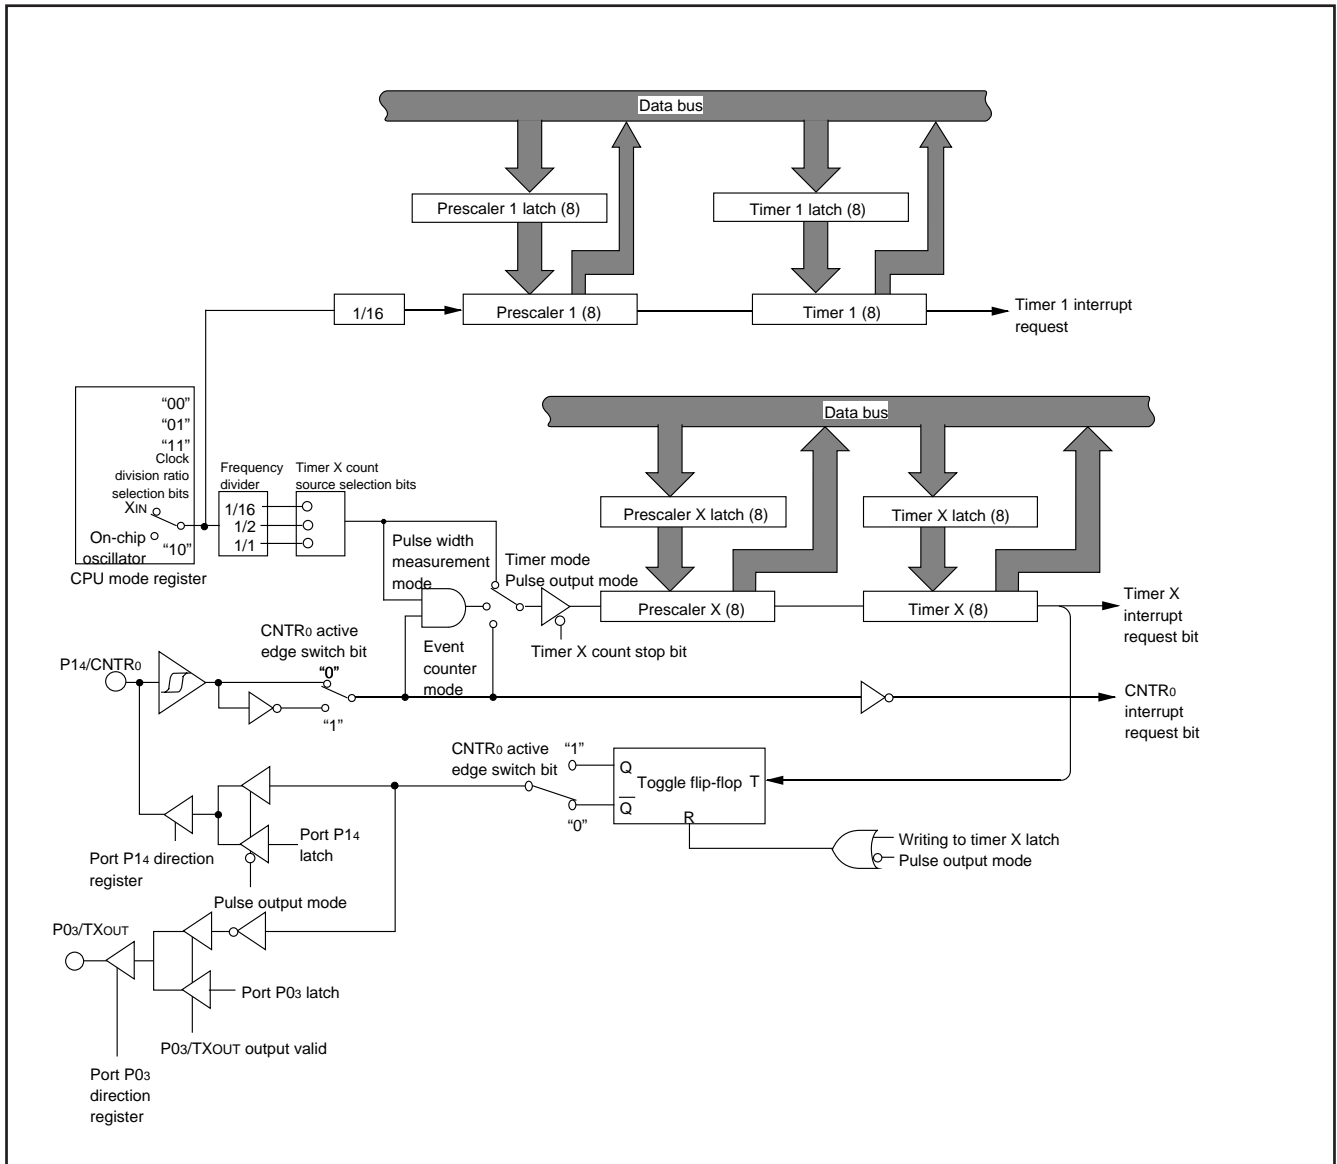 Data bus
Prescaler 1 latch (8)
Timer 1 latch (8)
1/16
Prescaler 1 (8)
Timer 1 (8)
Timer 1 interrupt
request
“00”
“01”
“11”
Clock
division ratio
selection bits
XIN
On-chip
oscillator
“10”
CPU mode register
Frequency
divider
1/16
1/2
1/1
Timer X count
source selection bits
Data bus
Prescaler X latch (8)
Timer X latch (8)
Pulse width
measurement
mode
Timer mode
Pulse output mode
Prescaler X (8)
Timer X (8)
Timer X
interrupt
request bit
Timer X count stop bit
Event
counter
mode
CNTR0 active
edge switch bit
“0”
“1”
P14/CNTR0
CNTR0
interrupt
request bit
CNTR0 active
edge switch bit
“1”
“0”
Q
Toggle flip-flop
T
Q
R
Writing to timer X latch
Pulse output mode
Port P14
latch
Port P14 direction
register
Pulse output mode
P03/TXOUT
Port P03 latch
P03/TXOUT output valid
Port P03
direction
register